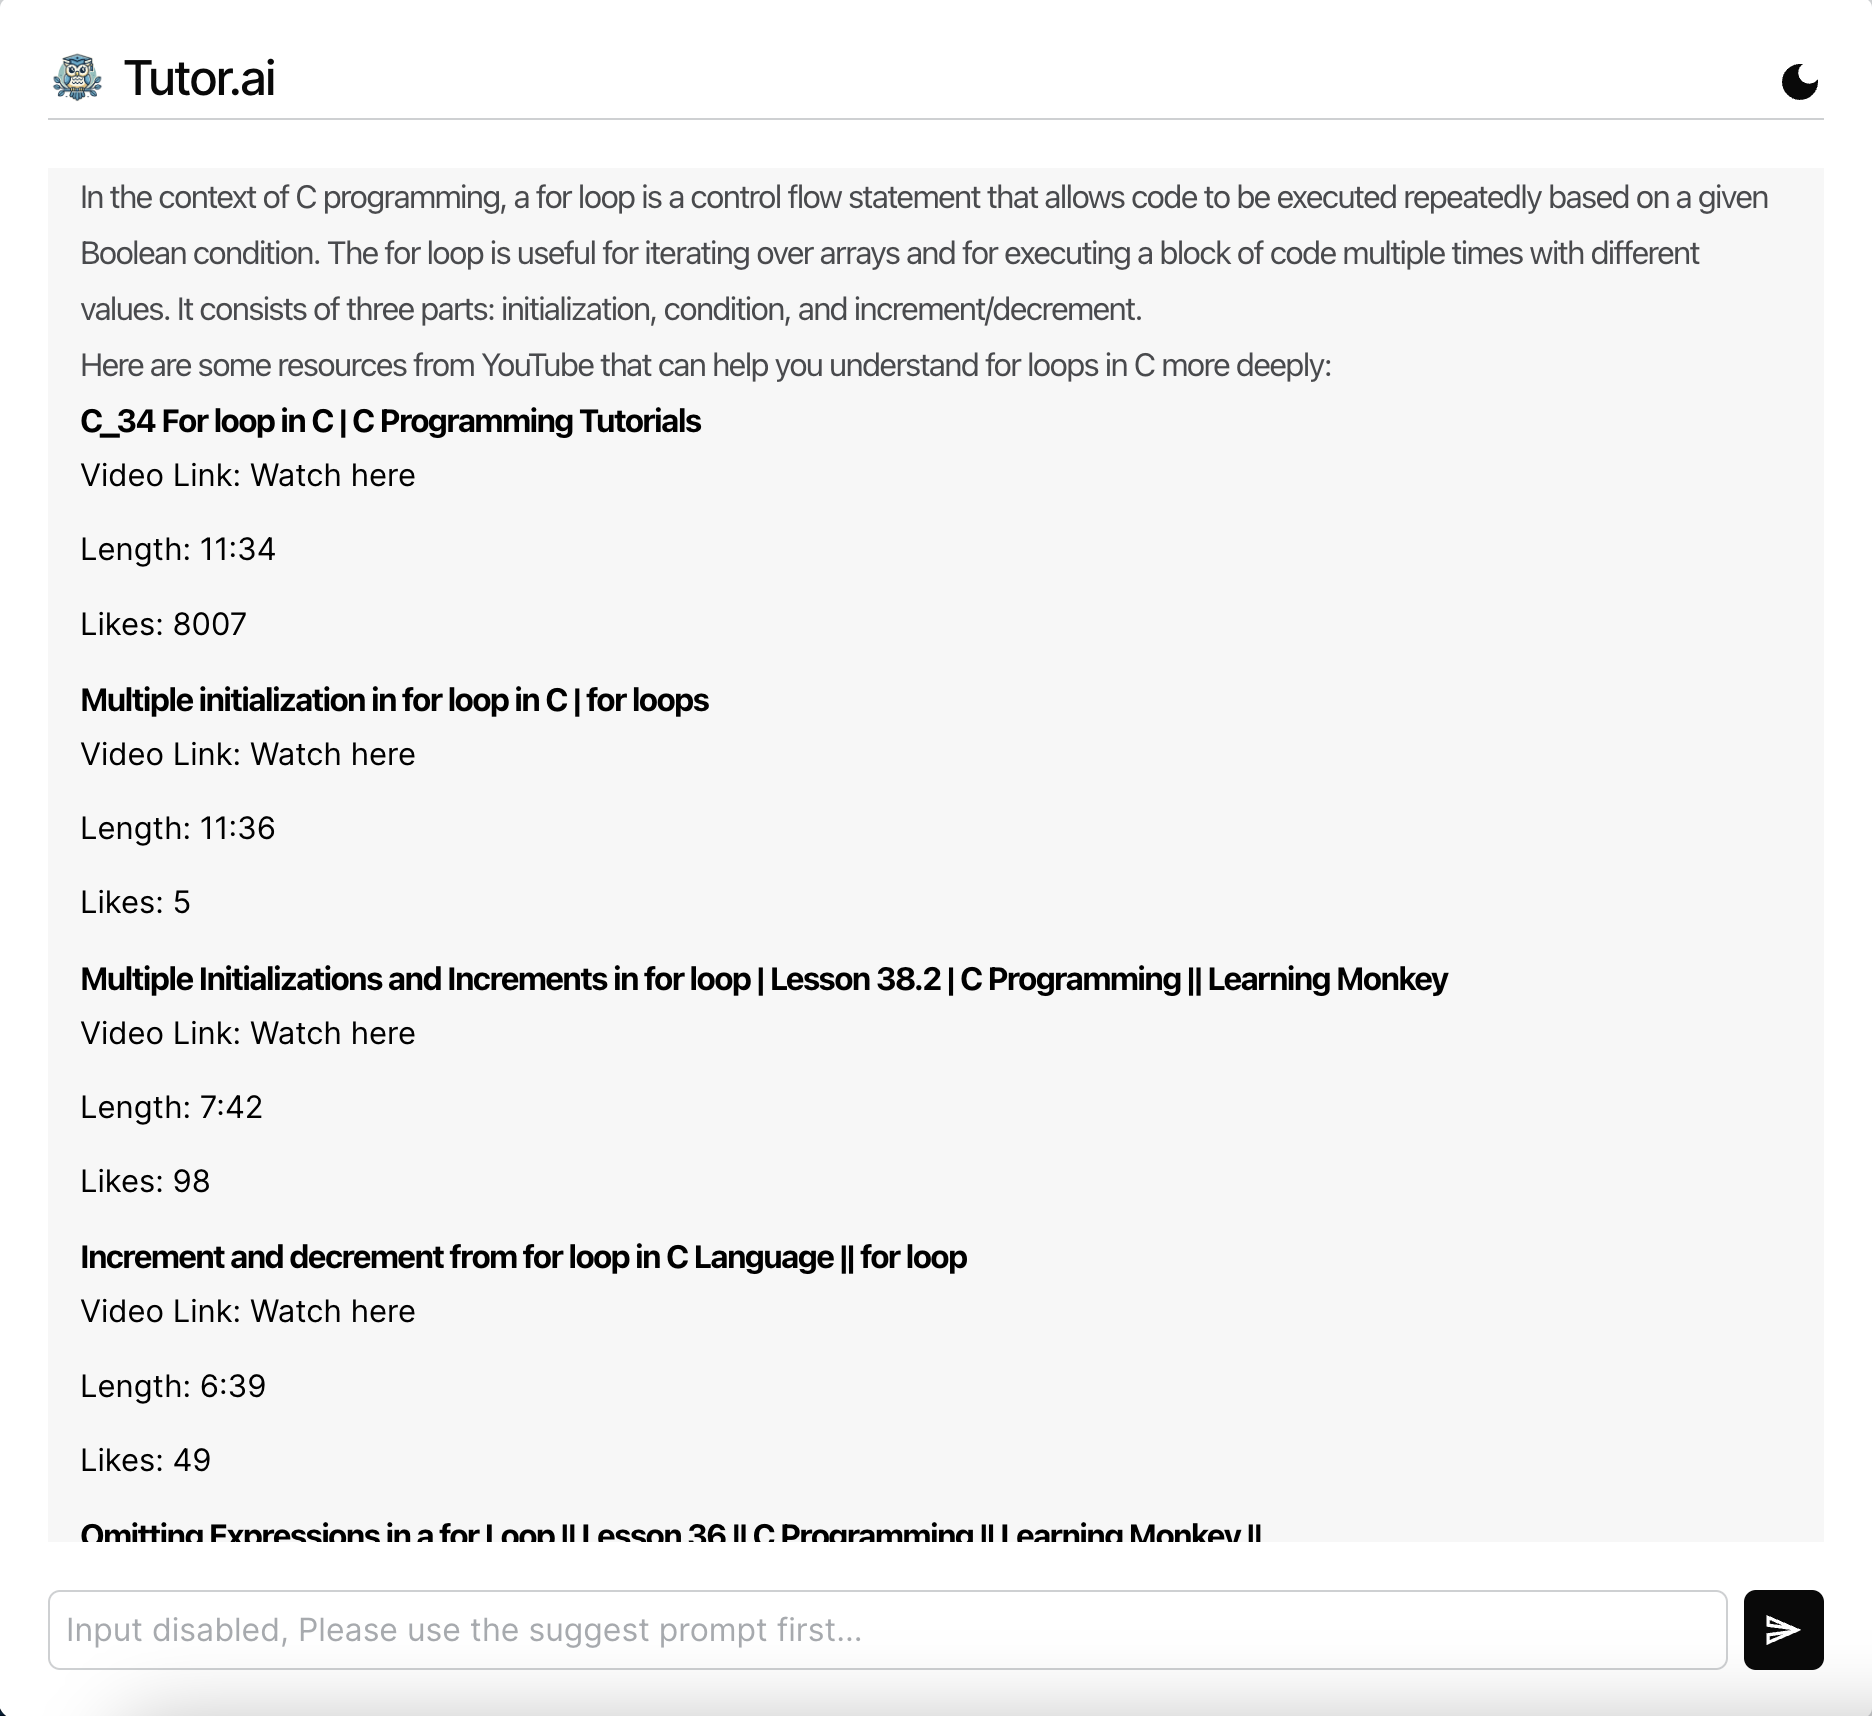 Tutor.ai
In the context of C programming, a for loop is a control flow statement that allows code to be executed repeatedly based on a given
Boolean condition. The for loop is useful for iterating over arrays and for executing a block of code multiple times with different
values. It consists of three parts: initialization, condition, and increment/decrement.
Here are some resources from YouTube that can help you understand for loops in C more deeply:
C_34 For loop in C | C Programming Tutorials
Video Link: Watch here
Length: 11:34
Likes: 8007
Multiple initialization in for loop in C | for loops
Video Link: Watch here
Length: 11:36
Likes: 5
Multiple Initializations and Increments in for loop | Lesson 38.2 | C Programming || Learning Monkey
Video Link: Watch here
Length: 7:42
Likes: 98
Increment and decrement from for loop in C Language || for loop
Video Link: Watch here
Length: 6:39
Likes: 49
Omitting Expressions in a for Loop || Lesson 36 || C Programming || Learning Monkey ||
Input disabled, Please use the suggest prompt first...